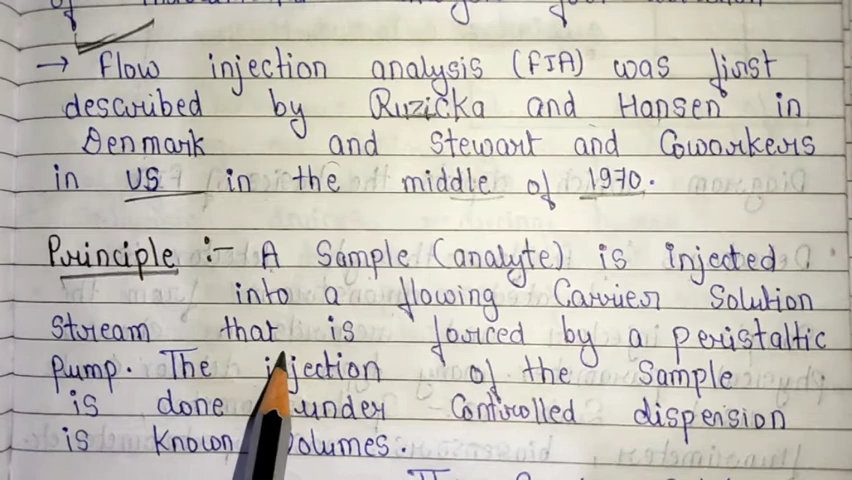 → Flow injection analysis (FIA) was first
described by Ruzicka and Hansen in
Denmark and Stewart and Coworkers
in US in the middle of 1970.
Principle :- A Sample (analyte) is injected
into a flowing Carrier Solution
Stream that is forced by a peristaltic
pump. The injection of the Sample
is done under Controlled dispension
is known volumes.